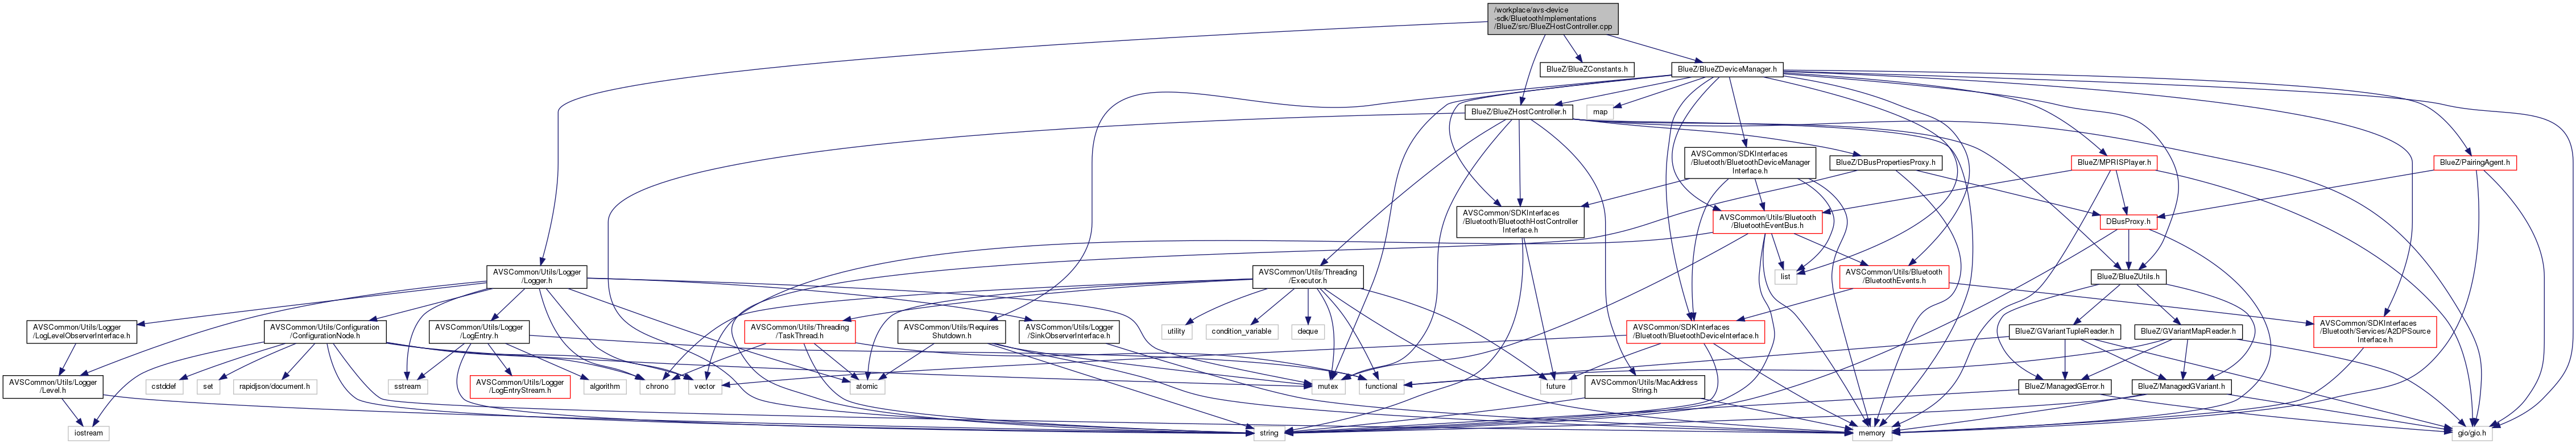 /workplace/avs-device
-sdk/BluetoothImplementations
/BlueZ/src/BlueZHostController.cpp
BlueZ/BlueZConstants.h
BlueZ/BlueZDeviceManager.h
BlueZ/BlueZHostController.h
map
AVSCommon/SDKInterfaces
/Bluetooth/BluetoothDeviceManager
Interface.h
BlueZ/DBusPropertiesProxy.h
BlueZ/MPRISPlayer.h
BlueZ/PairingAgent.h
AVSCommon/SDKInterfaces
/Bluetooth/BluetoothHostController
Interface.h
AVSCommon/Utils/Bluetooth
/BluetoothEventBus.h
DBusProxy.h
AVSCommon/Utils/Logger
/Logger.h
AVSCommon/Utils/Threading
/Executor.h
list
AVSCommon/Utils/Bluetooth
/BluetoothEvents.h
BlueZ/BlueZUtils.h
AVSCommon/Utils/Logger
/LogLevelObserverInterface.h
AVSCommon/Utils/Configuration
/ConfigurationNode.h
AVSCommon/Utils/Logger
/LogEntry.h
AVSCommon/Utils/Threading
/TaskThread.h
AVSCommon/Utils/Requires
Shutdown.h
AVSCommon/Utils/Logger
/SinkObserverInterface.h
utility
condition_variable
deque
AVSCommon/SDKInterfaces
/Bluetooth/BluetoothDeviceInterface.h
BlueZ/GVariantTupleReader.h
BlueZ/GVariantMapReader.h
AVSCommon/SDKInterfaces
/Bluetooth/Services/A2DPSource
Interface.h
AVSCommon/Utils/Logger
/Level.h
cstddef
set
rapidjson/document.h
sstream
AVSCommon/Utils/Logger
/LogEntryStream.h
algorithm
chrono
vector
atomic
mutex
functional
future
AVSCommon/Utils/MacAddress
String.h
BlueZ/ManagedGError.h
BlueZ/ManagedGVariant.h
iostream
string
memory
gio/gio.h